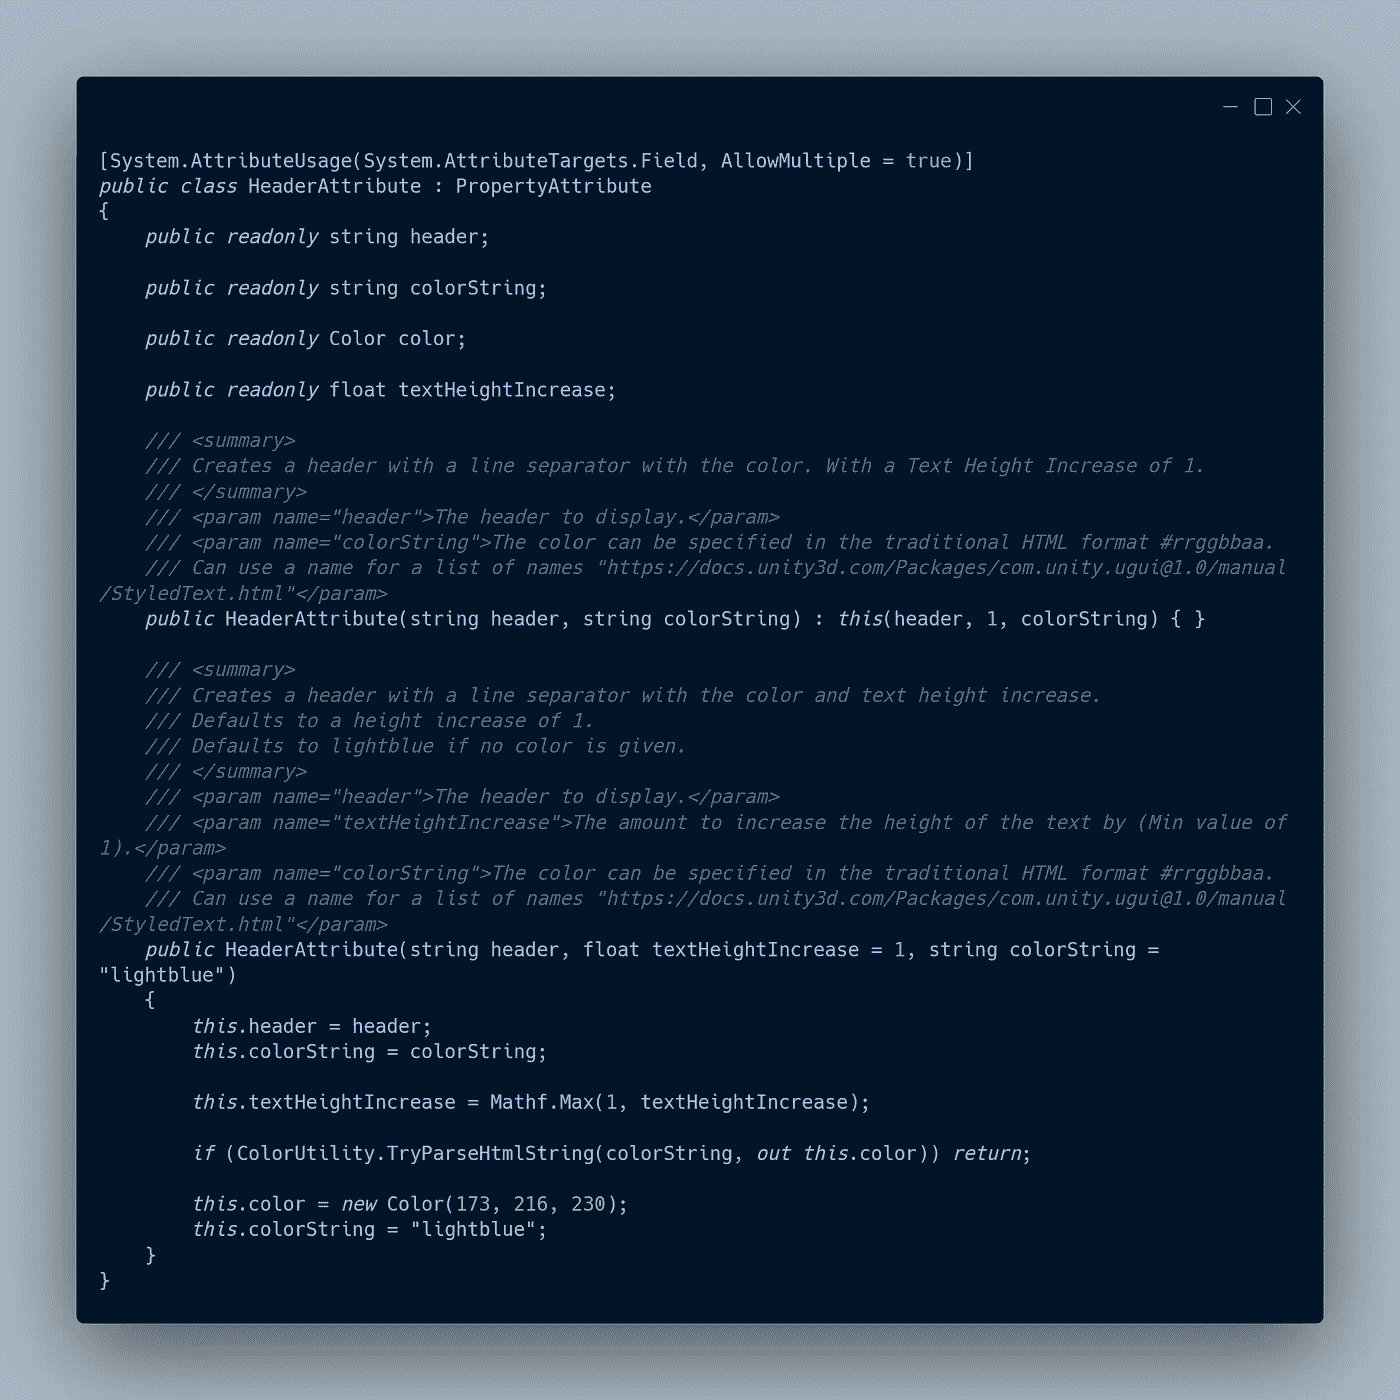 [System.AttributeUsage(System.AttributeTargets.Field, AllowMultiple = true)]
public class HeaderAttribute : PropertyAttribute
{
    public readonly string header;

    public readonly string colorString;

    public readonly Color color;

    public readonly float textHeightIncrease;

    /// <summary>
    /// Creates a header with a line separator with the color. With a Text Height Increase of 1.
    /// </summary>
    /// <param name="header">The header to display.</param>
    /// <param name="colorString">The color can be specified in the traditional HTML format #rrggbbaa.
    /// Can use a name for a list of names "https://docs.unity3d.com/Packages/com.unity.ugui@1.0/manual
/StyledText.html"</param>
    public HeaderAttribute(string header, string colorString) : this(header, 1, colorString) { }

    /// <summary>
    /// Creates a header with a line separator with the color and text height increase.
    /// Defaults to a height increase of 1.
    /// Defaults to lightblue if no color is given.
    /// </summary>
    /// <param name="header">The header to display.</param>
    /// <param name="textHeightIncrease">The amount to increase the height of the text by (Min value of
1).</param>
    /// <param name="colorString">The color can be specified in the traditional HTML format #rrggbbaa.
    /// Can use a name for a list of names "https://docs.unity3d.com/Packages/com.unity.ugui@1.0/manual
/StyledText.html"</param>
    public HeaderAttribute(string header, float textHeightIncrease = 1, string colorString =
"lightblue")
    {
        this.header = header;
        this.colorString = colorString;

        this.textHeightIncrease = Mathf.Max(1, textHeightIncrease);

        if (ColorUtility.TryParseHtmlString(colorString, out this.color)) return;

        this.color = new Color(173, 216, 230);
        this.colorString = "lightblue";
    }
}